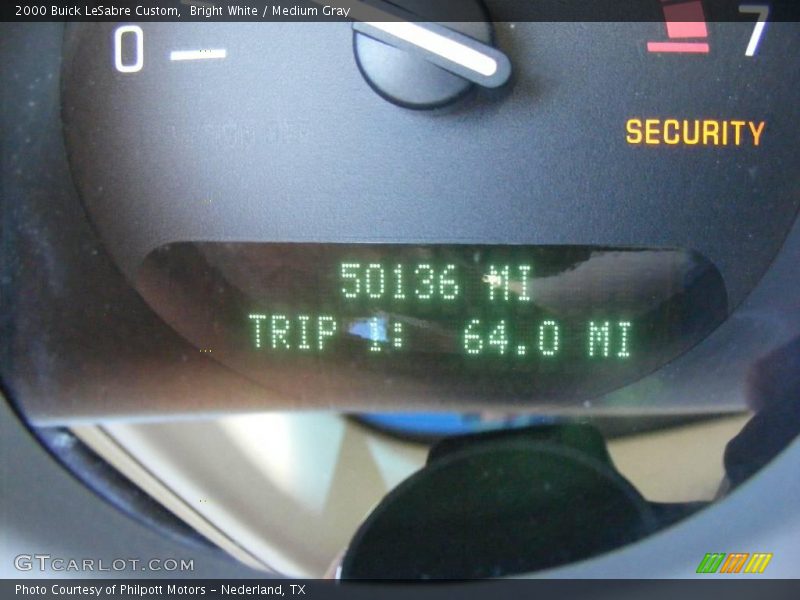 2000 Buick LeSabre Custom,  Bright White / Medium Gray
0
7
SECURITY
50136 MI
TRIP 1:  64.0 MI
GTCARLOT.COM
Photo Courtesy of Philpott Motors - Nederland, TX